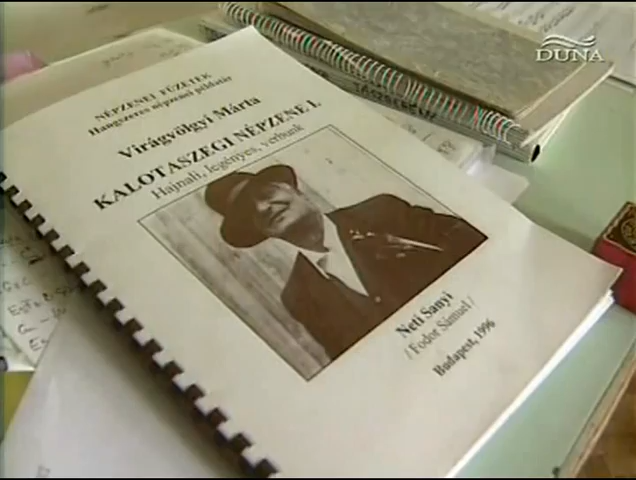 DUNA
NÉPZENEI FÜZETEK
Hangszeres népzenei példatár
Virágvölgyi Márta
KALOTASZEGI NÉPZENE I.
Hajnali, legényes, verbunk
Neti Sanyi
/ Fodor Sámuel /
Budapest, 1996